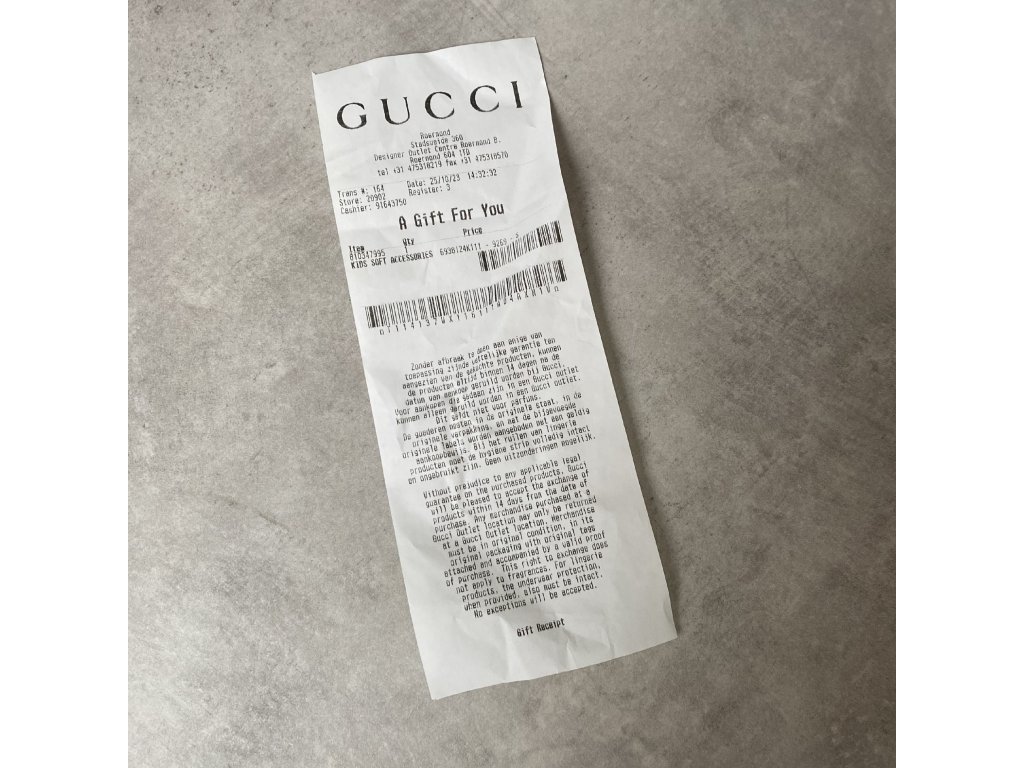 GUCCI
Roermond
Stadsweide 360
Designer Outlet Centre Roermond B.
Roermond 604 1TD
tel +31 475318219 fax +31 475318570
Trans #: 164 Date: 25/10/23 14:32:32
Store: 20902 Register: 3
Cashier: 91643750
A Gift For You
Item Qty Price
010347995 1
KIDS SOFT ACCESSORIES 6936124K111 - 9268
Zonder afbreuk te doen aan enige van
toepassing zijnde wettelijke garantie ten
aangezien van de gekochte producten, kunnen
de producten altijd binnen 14 dagen na de
datum van aankoop geruild worden bij Gucci.
Voor aankopen die gedaan zijn in een Gucci outlet
kunnen alleen geruild worden in een Gucci outlet.
Dit geldt niet voor parfums.
De goederen moeten in de originele staat, in de
originele verpakking, en met de bijgevoegde
originele labels worden aangeboden met een geldig
aankoopbewijs. Bij het ruilen van lingerie
producten moet de hygiene strip volledig intact
en ongebruikt zijn. Geen uitzonderingen mogelijk.
Without prejudice to any applicable legal
guarantee on the purchased products, Gucci
will be pleased to accept the exchange of
products within 14 days from the date of
purchase. Any merchandise purchased at a
Gucci Outlet location may only be returned
at a Gucci Outlet location. Merchandise
must be in original condition, in its
original packaging with original tags
attached and accompanied by a valid proof
of purchase. This right to exchange does
not apply to fragrances. For lingerie
products, the underwear protection,
when provided, also must be intact.
No exceptions will be accepted.
Gift Receipt